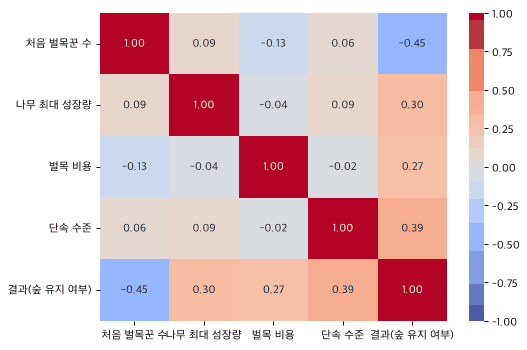 처음 벌목꾼 수 1.00 0.09 -0.13 0.06 -0.45
나무 최대 성장량 0.09 1.00 -0.04 0.09 0.30
벌목 비용 -0.13 -0.04 1.00 -0.02 0.27
단속 수준 0.06 0.09 -0.02 1.00 0.39
결과(숲 유지 여부) -0.45 0.30 0.27 0.39 1.00
처음 벌목꾼 수 나무 최대 성장량 벌목 비용 단속 수준 결과(숲 유지 여부)
1.00
0.75
0.50
0.25
0.00
-0.25
-0.50
-0.75
-1.00